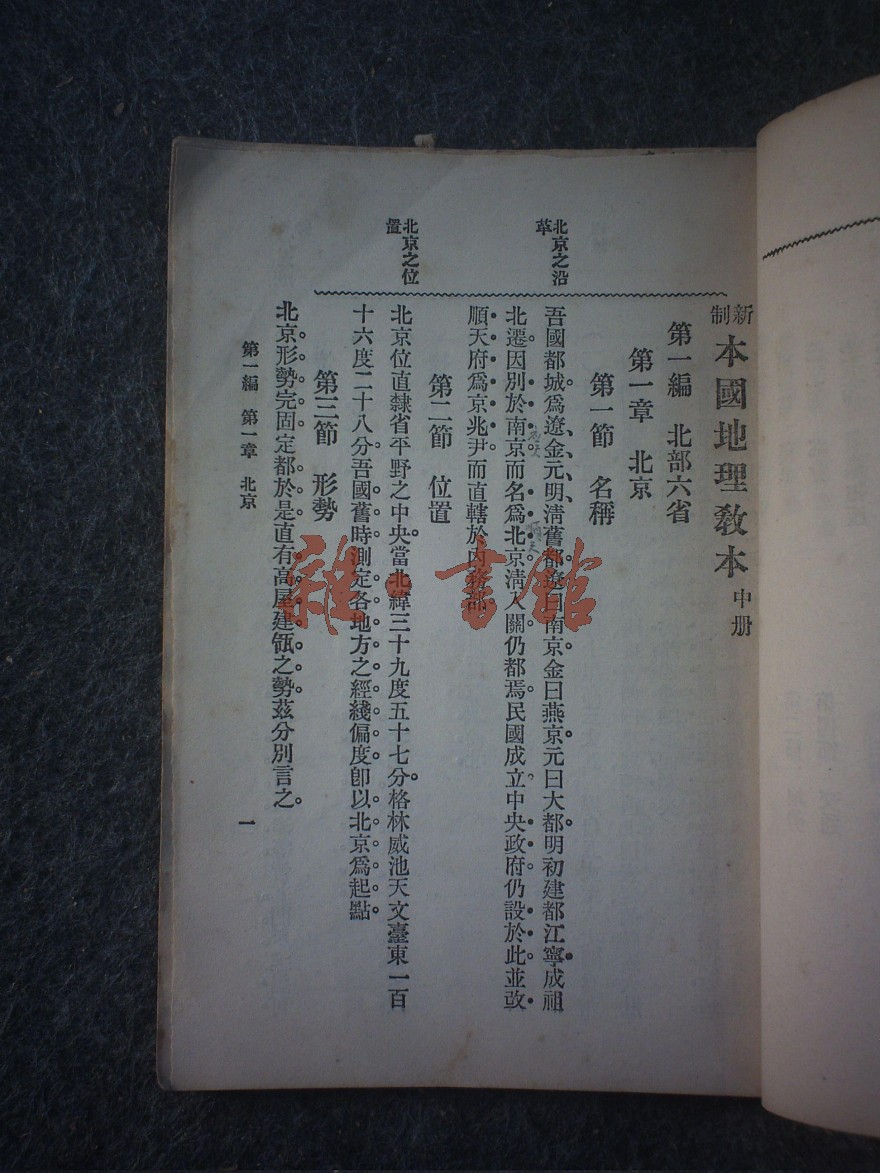 新制 本國地理教本 中册
第一編 北部六省
第一章 北京
第一節 名稱
北京之沿革
吾國都城。爲遼、金、元、明、清舊都。遼曰南京。金曰燕京。元曰大都。明初建都江寧。成祖
北遷。因別於南京而名爲北京。清入關仍都焉。民國成立。中央政府仍設於此。並改
順天府爲京兆尹。而直轄於內務部。
第二節 位置
北京之位置
北京位直隸省平野之中央。當北緯三十九度五十七分。格林威池天文臺東一百
十六度二十八分。吾國舊時測定各地方之經綫偏度。卽以北京爲起點。
第三節 形勢
北京形勢完固。定都於是。直有高屋建瓴之勢。茲分別言之。
第一編 第一章 北京
一
雜·書館